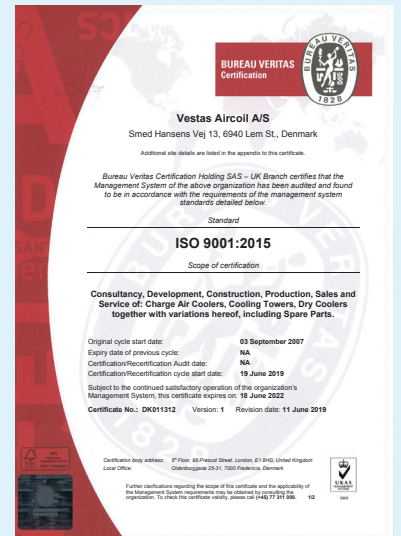 BUREAU VERITAS
Certification
BUREAU VERITAS
1828
Vestas Aircoil A/S
Smed Hansens Vej 13, 6940 Lem St., Denmark
Additional site details are listed in the appendix to this certificate.
Bureau Veritas Certification Holding SAS – UK Branch certifies that the
Management System of the above organization has been audited and found
to be in accordance with the requirements of the management system
standards detailed below.
Standard
ISO 9001:2015
Scope of certification
Consultancy, Development, Construction, Production, Sales and
Service of: Charge Air Coolers, Cooling Towers, Dry Coolers
together with variations hereof, including Spare Parts.
Original cycle start date: 03 September 2007
Expiry date of previous cycle: NA
Certification/Recertification Audit date: NA
Certification/Recertification cycle start date: 19 June 2019
Subject to the continued satisfactory operation of the organization's
Management System, this certificate expires on: 18 June 2022
Certificate No.: DK011312 Version: 1 Revision date: 11 June 2019
Certification body address: 5th Floor, 66 Prescot Street, London, E1 8HG, United Kingdom
Local Office: Oldenborggade 25-31, 7000 Fredericia, Denmark
Further clarifications regarding the scope of this certificate and the applicability of
the Management System requirements may be obtained by consulting the
organization. To check this certificate validity, please call (+45) 77 311 000. 1/2
UKAS
MANAGEMENT
SYSTEMS
0008